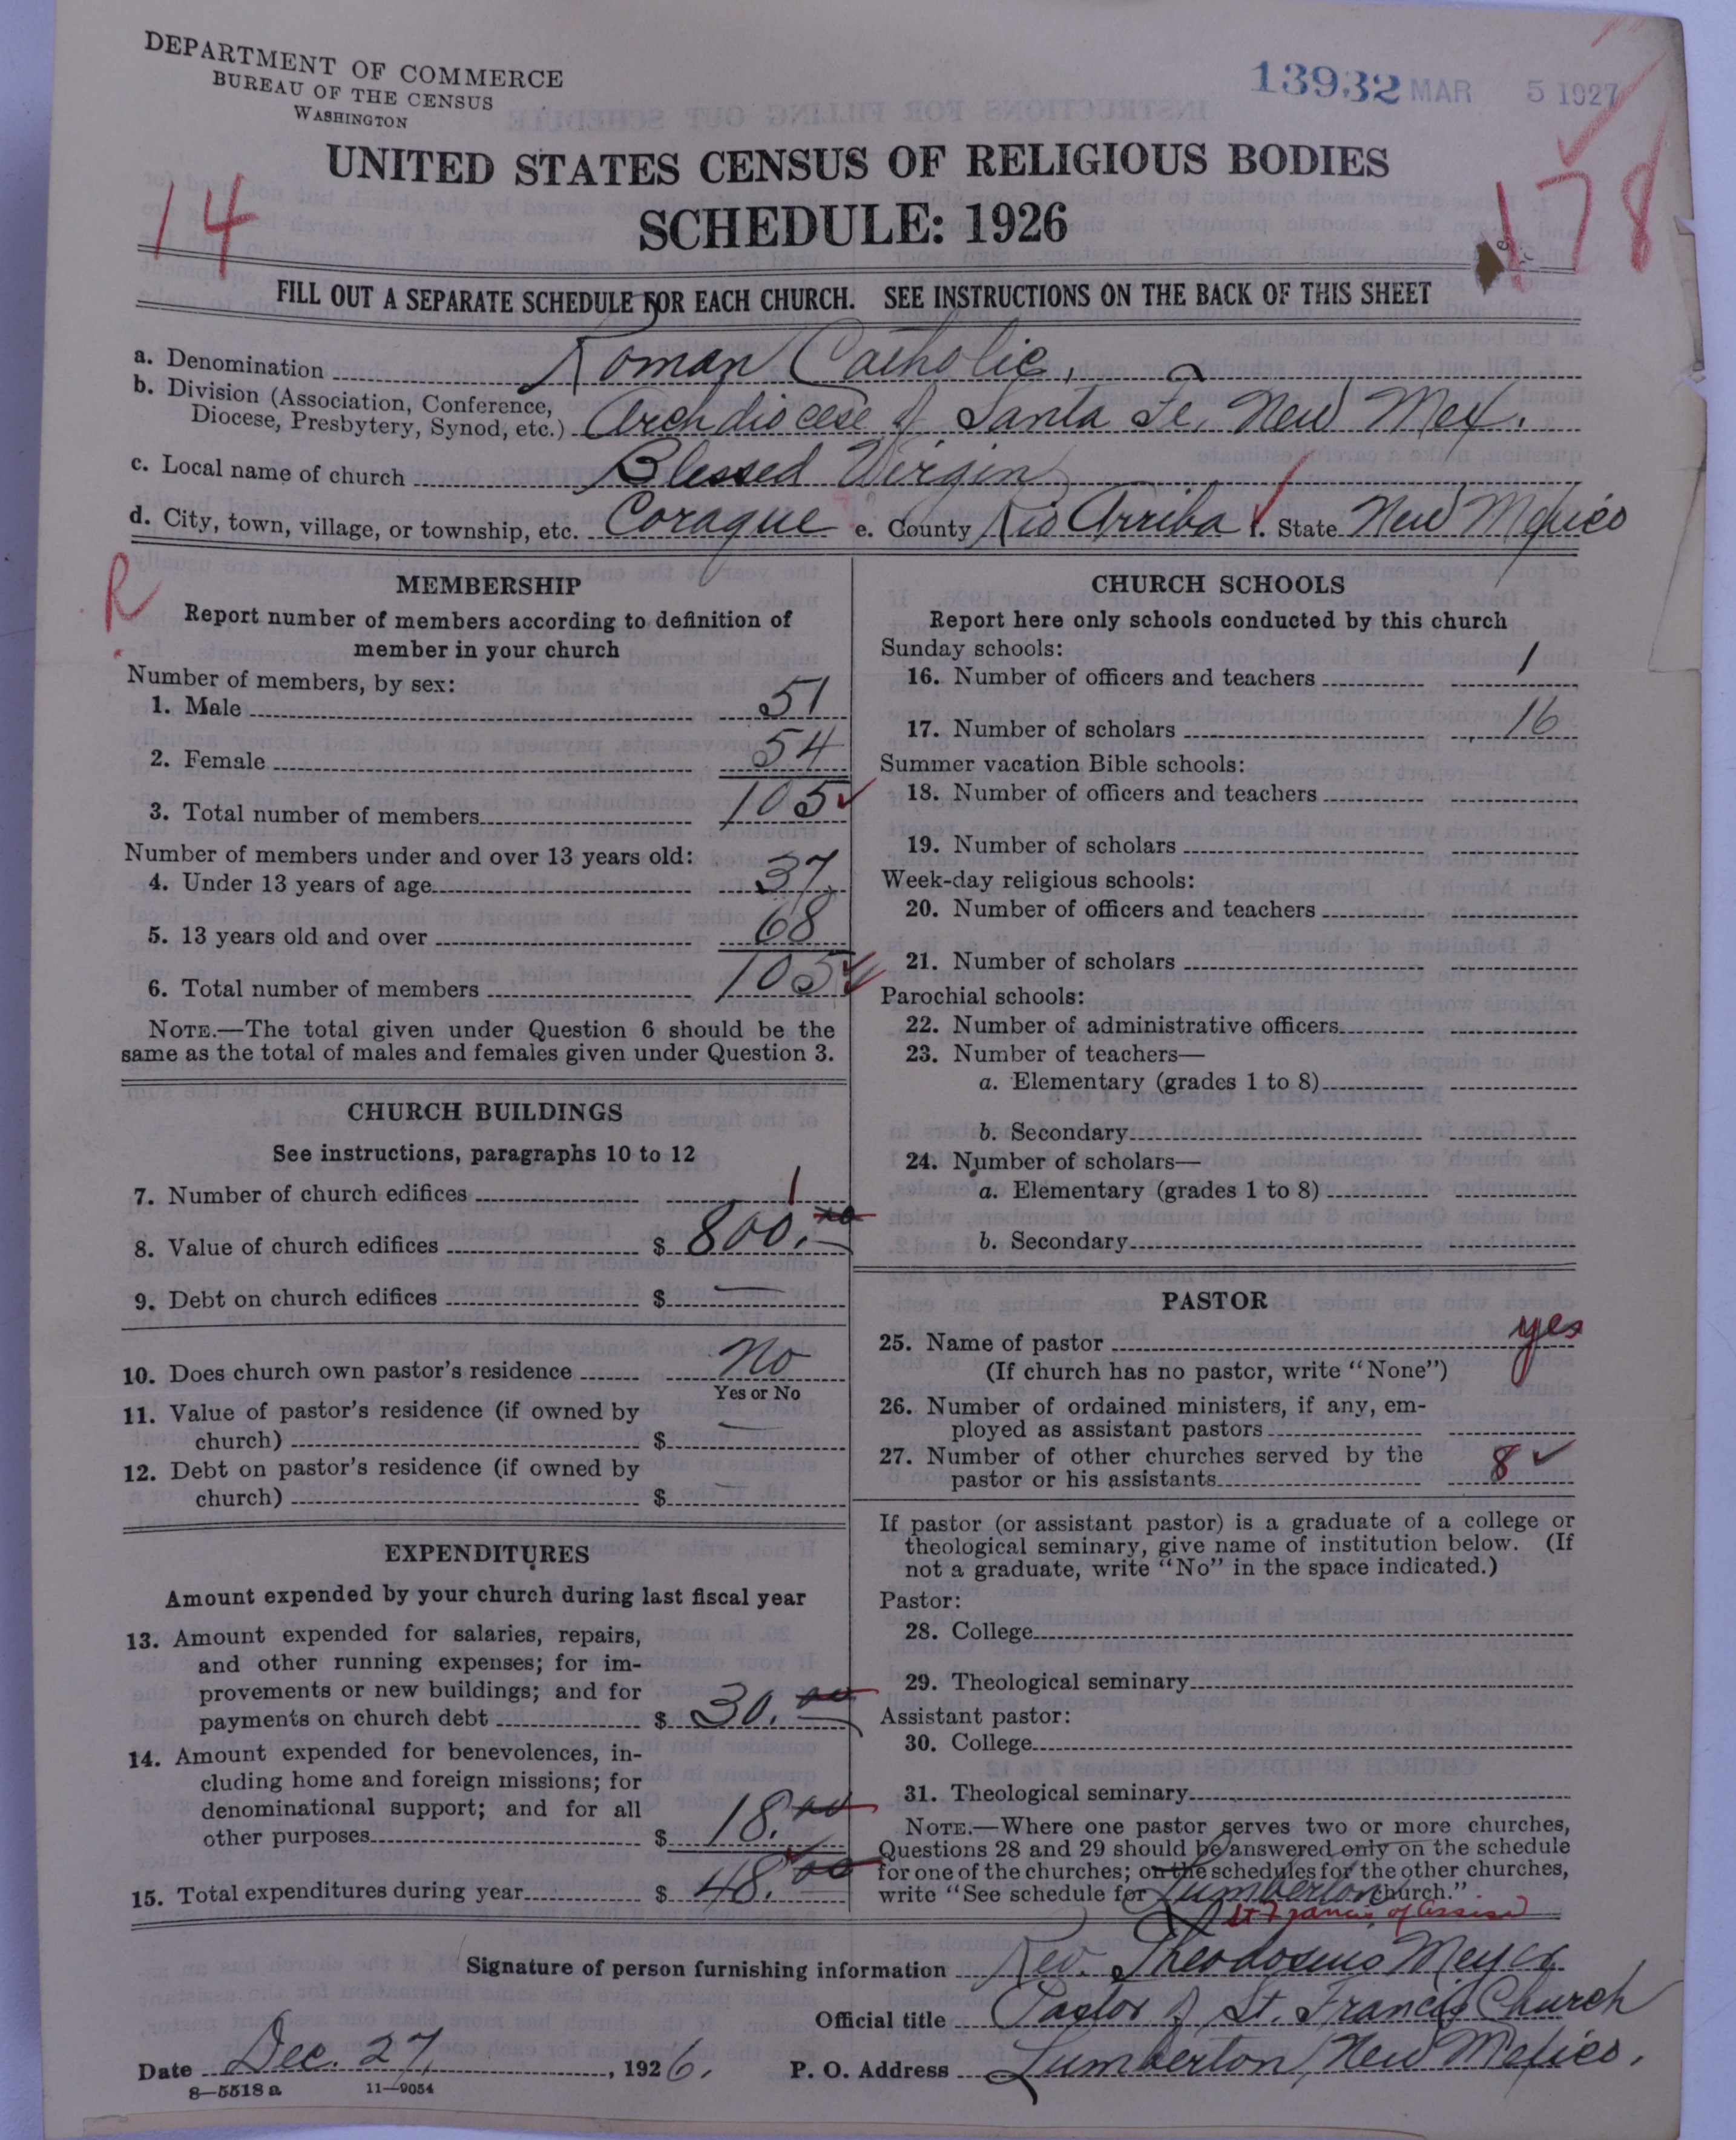 DEPARTMENT OF COMMERCE
BUREAU OF THE CENSUS
WASHINGTON
13932 MAR 5 1927
UNITED STATES CENSUS OF RELIGIOUS BODIES
14
178
SCHEDULE: 1926
FILL OUT A SEPARATE SCHEDULE FOR EACH CHURCH. SEE INSTRUCTIONS ON THE BACK OF THIS SHEET
a. Denomination Roman Catholic,
b. Division (Association, Conference,
Diocese, Presbytery, Synod, etc.) Archdiocese of Santa Fe, New Mex.
c. Local name of church Blessed Virgin
d. City, town, village, or township, etc. Coraque e. County Rio Arriba f. State New Mexico
R
MEMBERSHIP
Report number of members according to definition of
member in your church
Number of members, by sex:
1. Male 51
2. Female 54
3. Total number of members 105
Number of members under and over 13 years old:
4. Under 13 years of age 37
5. 13 years old and over 68
6. Total number of members 105
NOTE.—The total given under Question 6 should be the
same as the total of males and females given under Question 3.
CHURCH BUILDINGS
See instructions, paragraphs 10 to 12
7. Number of church edifices 1
8. Value of church edifices $ 800.00
9. Debt on church edifices $ —
10. Does church own pastor's residence No
Yes or No
11. Value of pastor's residence (if owned by
church) $ —
12. Debt on pastor's residence (if owned by
church) $ —
EXPENDITURES
Amount expended by your church during last fiscal year
13. Amount expended for salaries, repairs,
and other running expenses; for im-
provements or new buildings; and for
payments on church debt $ 30.00
14. Amount expended for benevolences, in-
cluding home and foreign missions; for
denominational support; and for all
other purposes $ 18.00
15. Total expenditures during year $ 48.00
CHURCH SCHOOLS
Report here only schools conducted by this church
Sunday schools:
16. Number of officers and teachers 1
17. Number of scholars 16
Summer vacation Bible schools:
18. Number of officers and teachers
19. Number of scholars
Week-day religious schools:
20. Number of officers and teachers
21. Number of scholars
Parochial schools:
22. Number of administrative officers
23. Number of teachers—
a. Elementary (grades 1 to 8)
b. Secondary
24. Number of scholars—
a. Elementary (grades 1 to 8)
b. Secondary
PASTOR
25. Name of pastor yes
(If church has no pastor, write "None")
26. Number of ordained ministers, if any, em-
ployed as assistant pastors
27. Number of other churches served by the
pastor or his assistants 8
If pastor (or assistant pastor) is a graduate of a college or
theological seminary, give name of institution below. (If
not a graduate, write "No" in the space indicated.)
Pastor:
28. College
29. Theological seminary
Assistant pastor:
30. College
31. Theological seminary
NOTE.—Where one pastor serves two or more churches,
Questions 28 and 29 should be answered only on the schedule
for one of the churches; on the schedules for the other churches,
write "See schedule for Lumberton church."
St Francis of Assisi
Signature of person furnishing information Rev. Theodosius Meyer
Official title Pastor of St. Francis Church
Date Dec. 27, 1926. P. O. Address Lumberton, New Mexico.
8—5518 a 11—9054